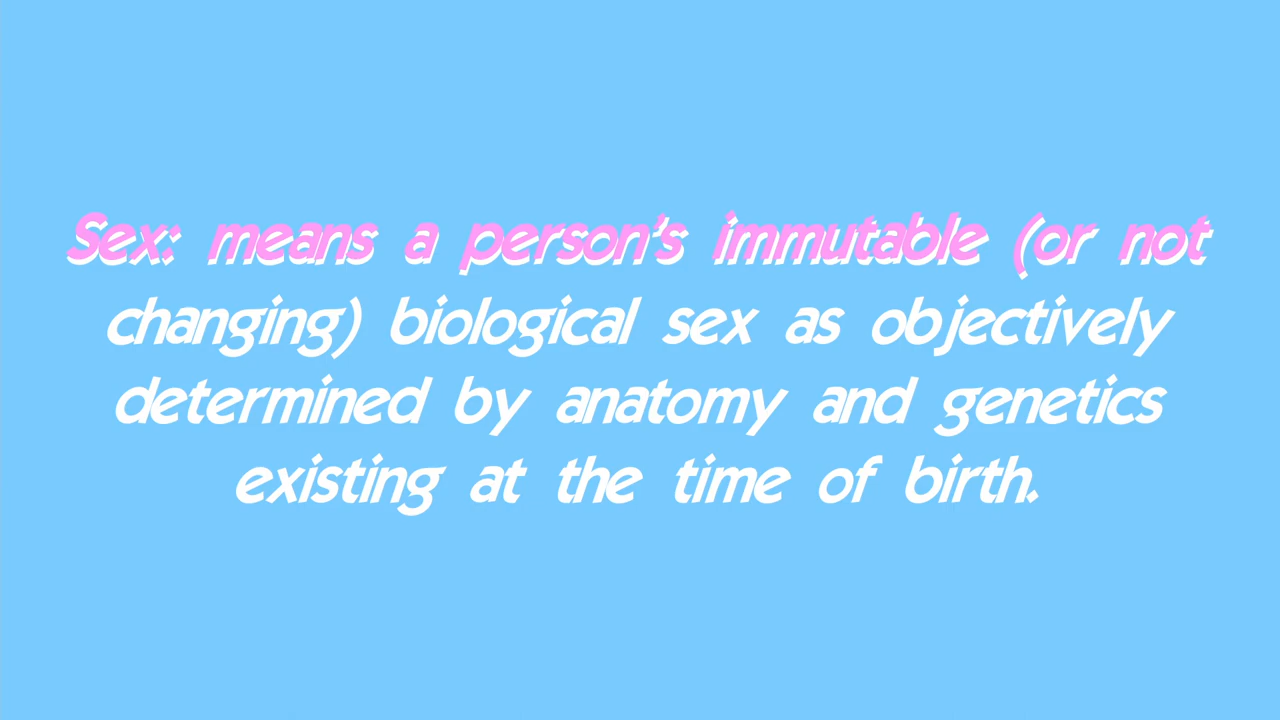 Sex: means a person's immutable (or not
changing) biological sex as objectively
determined by anatomy and genetics
existing at the time of birth.